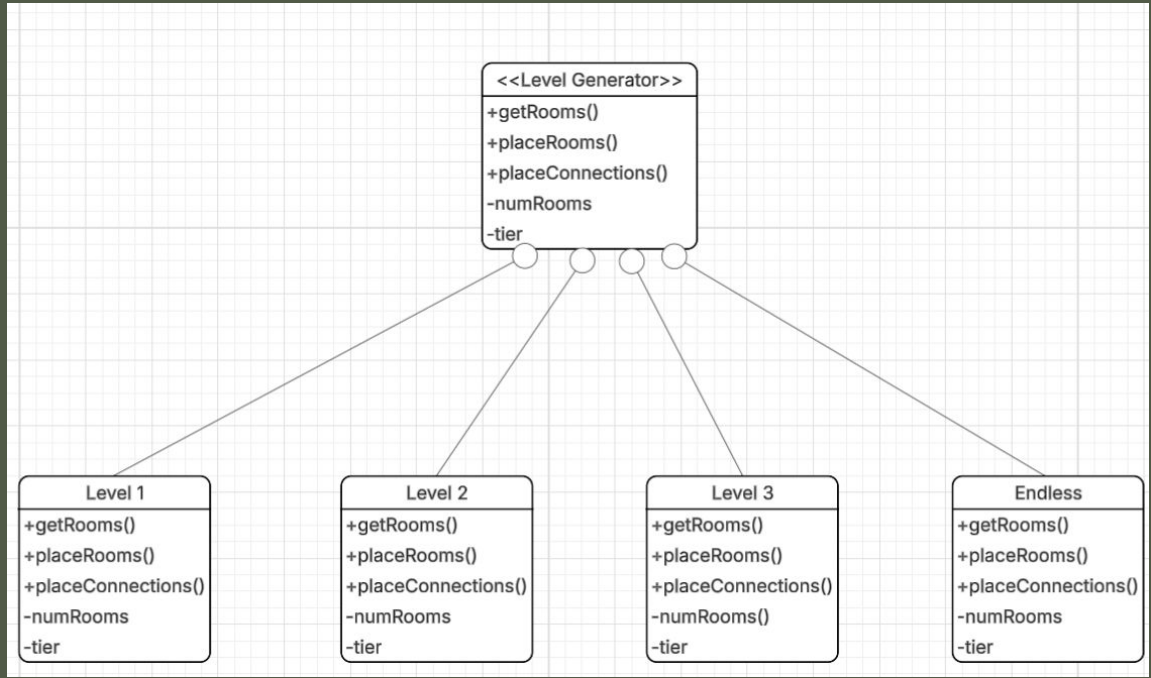 <<Level Generator>>
+getRooms()
+placeRooms()
+placeConnections()
-numRooms
-tier
Level 1
+getRooms()
+placeRooms()
+placeConnections()
-numRooms
-tier
Level 2
+getRooms()
+placeRooms()
+placeConnections()
-numRooms
-tier
Level 3
+getRooms()
+placeRooms()
+placeConnections()
-numRooms()
-tier
Endless
+getRooms()
+placeRooms()
+placeConnections()
-numRooms
-tier